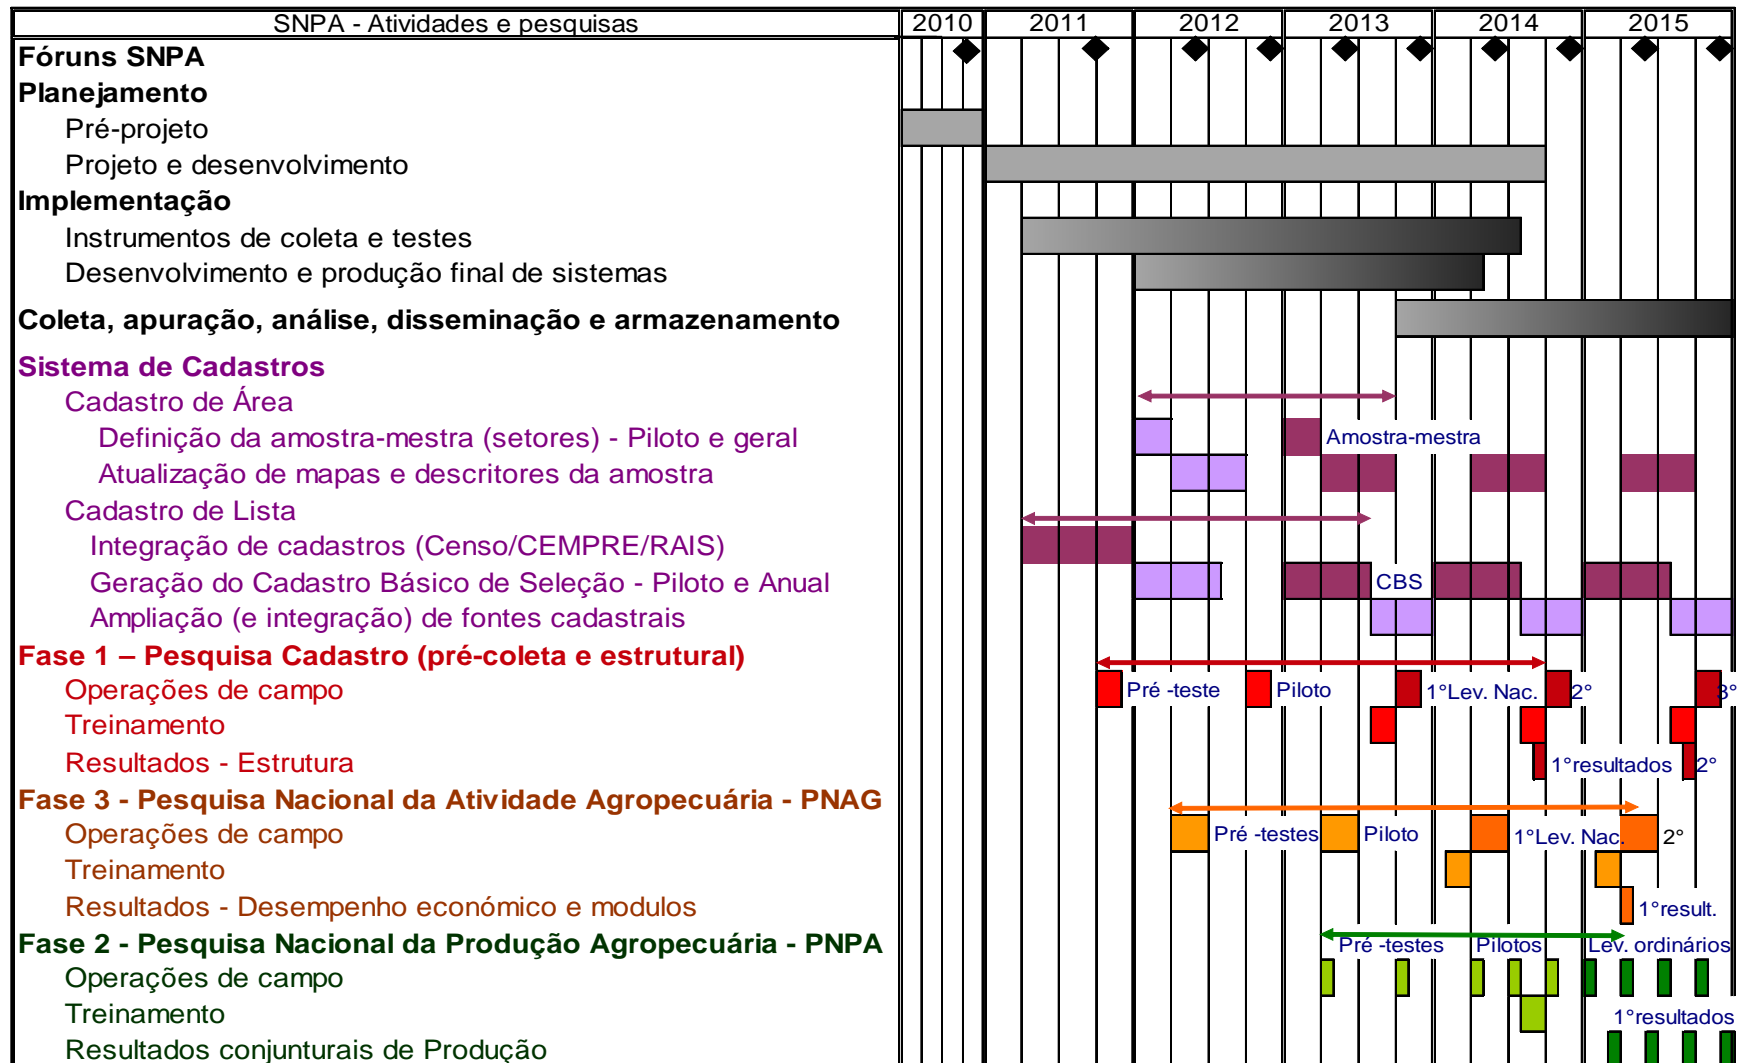 SNPA - Atividades e pesquisas 2010 2011 2012 2013 2014 2015
Fóruns SNPA
Planejamento
Pré-projeto
Projeto e desenvolvimento
Implementação
Instrumentos de coleta e testes
Desenvolvimento e produção final de sistemas
Coleta, apuração, análise, disseminação e armazenamento
Sistema de Cadastros
Cadastro de Área
Definição da amostra-mestra (setores) - Piloto e geral Amostra-mestra
Atualização de mapas e descritores da amostra
Cadastro de Lista
Integração de cadastros (Censo/CEMPRE/RAIS)
Geração do Cadastro Básico de Seleção - Piloto e Anual CBS
Ampliação (e integração) de fontes cadastrais
Fase 1 – Pesquisa Cadastro (pré-coleta e estrutural)
Operações de campo Pré -teste Piloto 1°Lev. Nac. 2° 3°
Treinamento
Resultados - Estrutura 1°resultados 2°
Fase 3 - Pesquisa Nacional da Atividade Agropecuária - PNAG
Operações de campo Pré -testes Piloto 1°Lev. Nac. 2°
Treinamento
Resultados - Desempenho económico e modulos 1°result.
Fase 2 - Pesquisa Nacional da Produção Agropecuária - PNPA Pré -testes Pilotos Lev. ordinários
Operações de campo
Treinamento 1°resultados
Resultados conjunturais de Produção